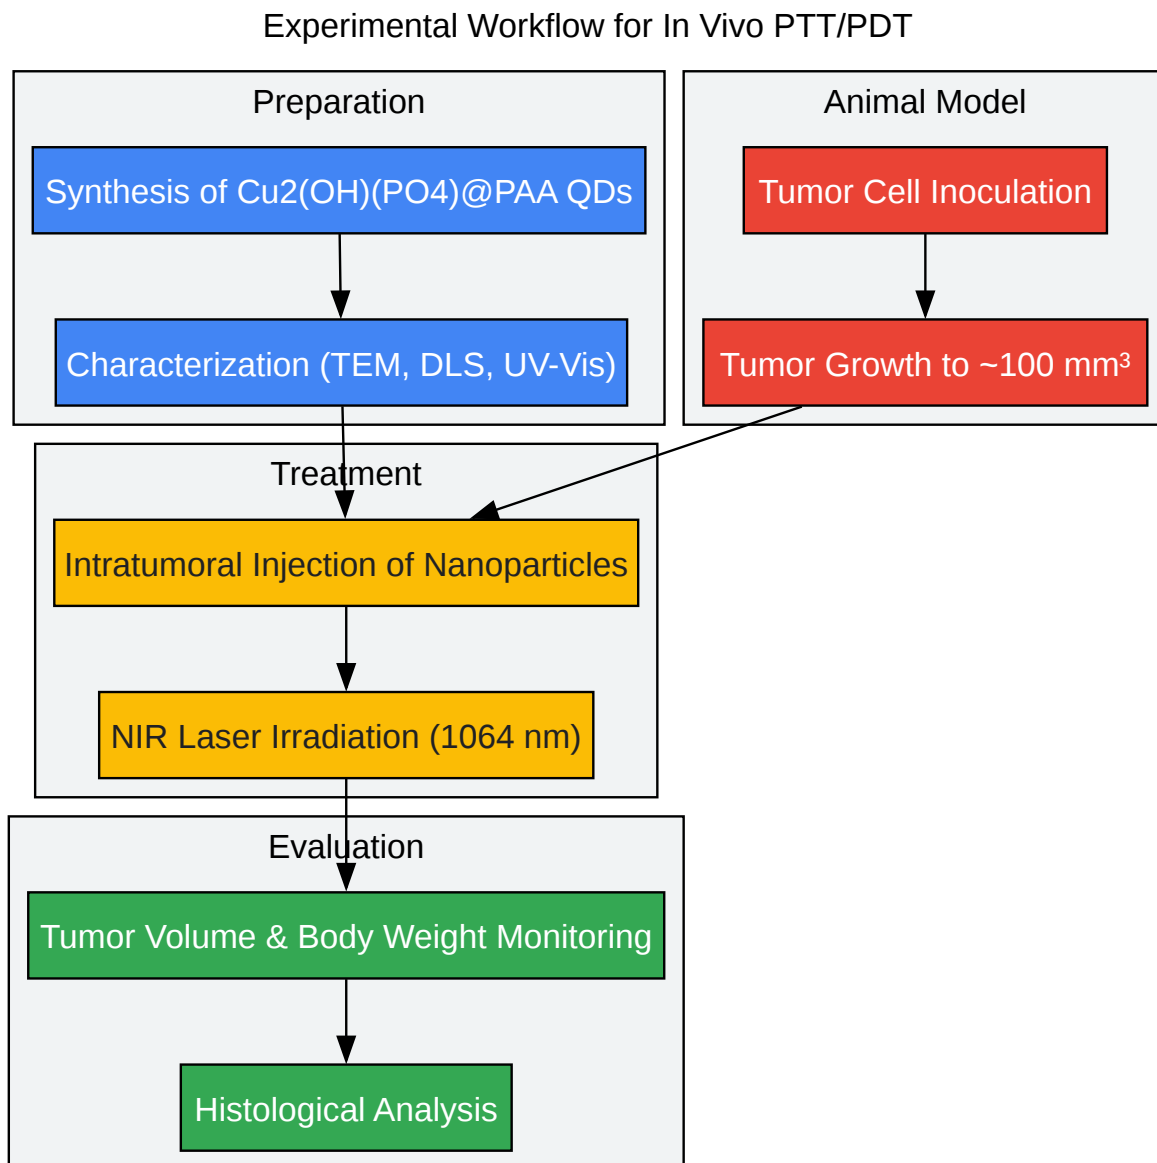 Experimental Workflow for In Vivo PTT/PDT
Preparation
Synthesis of Cu2(OH)(PO4)@PAA QDs
Characterization (TEM, DLS, UV-Vis)
Animal Model
Tumor Cell Inoculation
Tumor Growth to ~100 mm³
Treatment
Intratumoral Injection of Nanoparticles
NIR Laser Irradiation (1064 nm)
Evaluation
Tumor Volume & Body Weight Monitoring
Histological Analysis